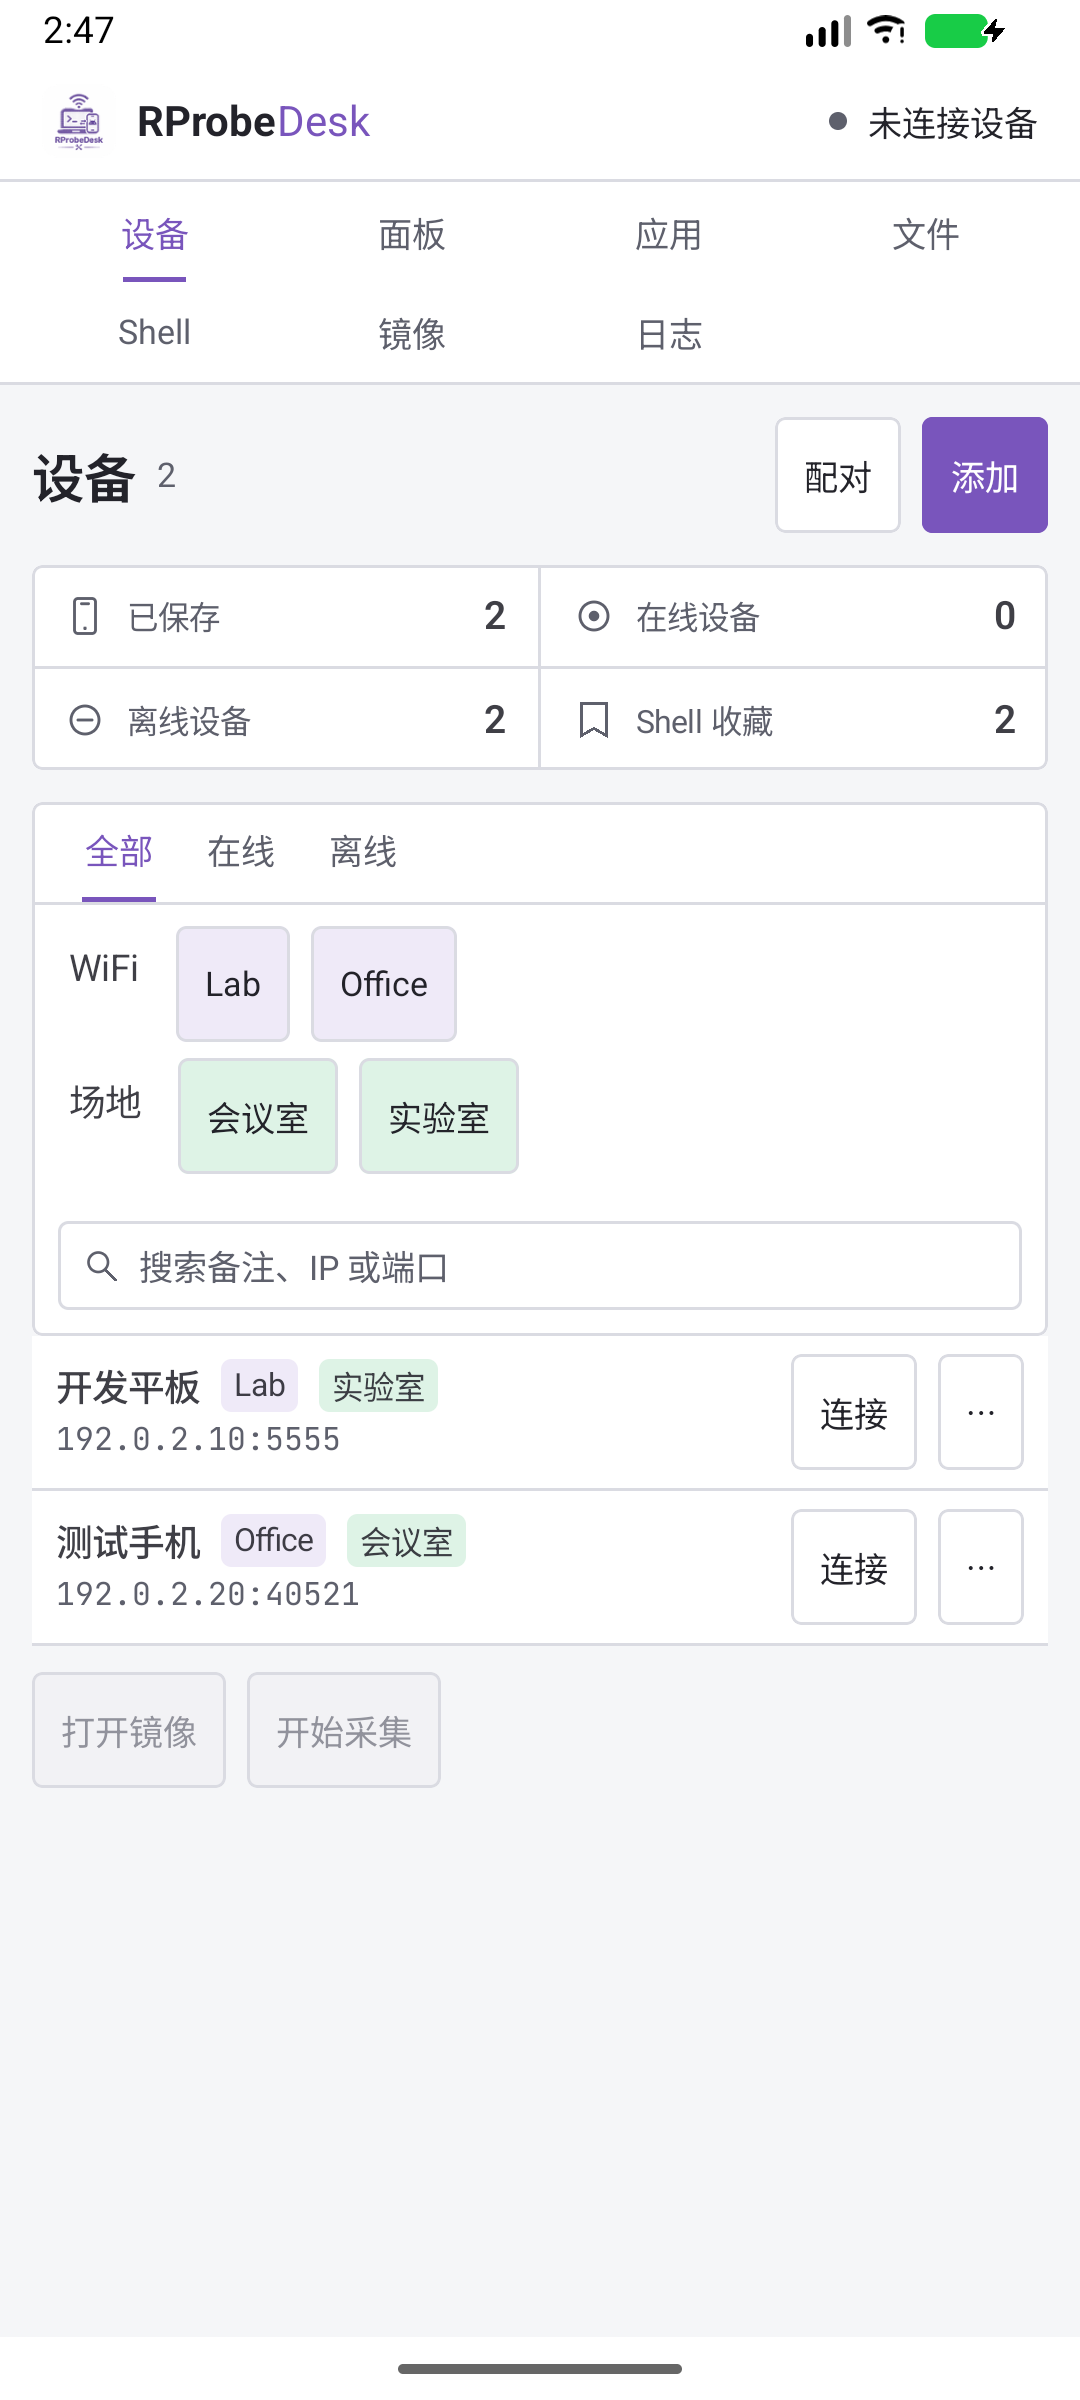 2:47
RProbeDesk
RProbeDesk
未连接设备
设备 面板 应用 文件
Shell 镜像 日志
设备 2
配对 添加
已保存 2 在线设备 0
离线设备 2 Shell 收藏 2
全部 在线 离线
WiFi Lab Office
场地 会议室 实验室
搜索备注、IP 或端口
开发平板 Lab 实验室
192.0.2.10:5555
连接 ...
测试手机 Office 会议室
192.0.2.20:40521
连接 ...
打开镜像 开始采集